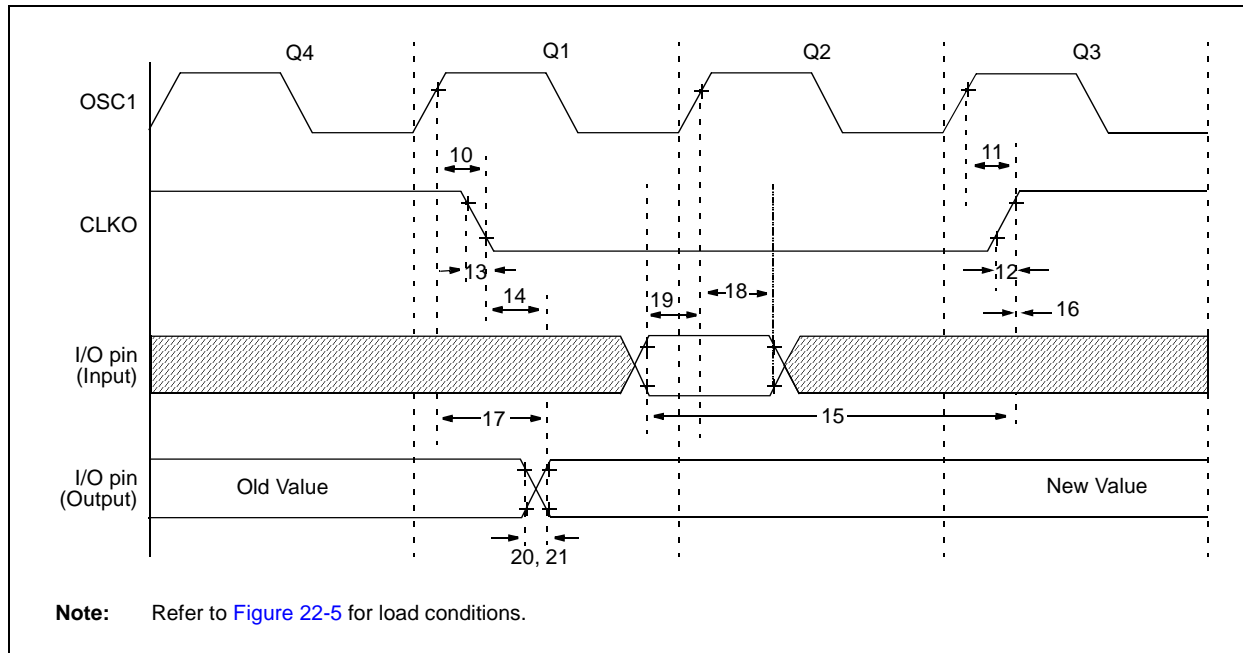 Q4 Q1 Q2 Q3
OSC1
10 11
CLKO
13 12
14 19 18 16
I/O pin
(Input)
17 15
I/O pin
(Output)
Old Value New Value
20, 21
Note: Refer to Figure 22-5 for load conditions.